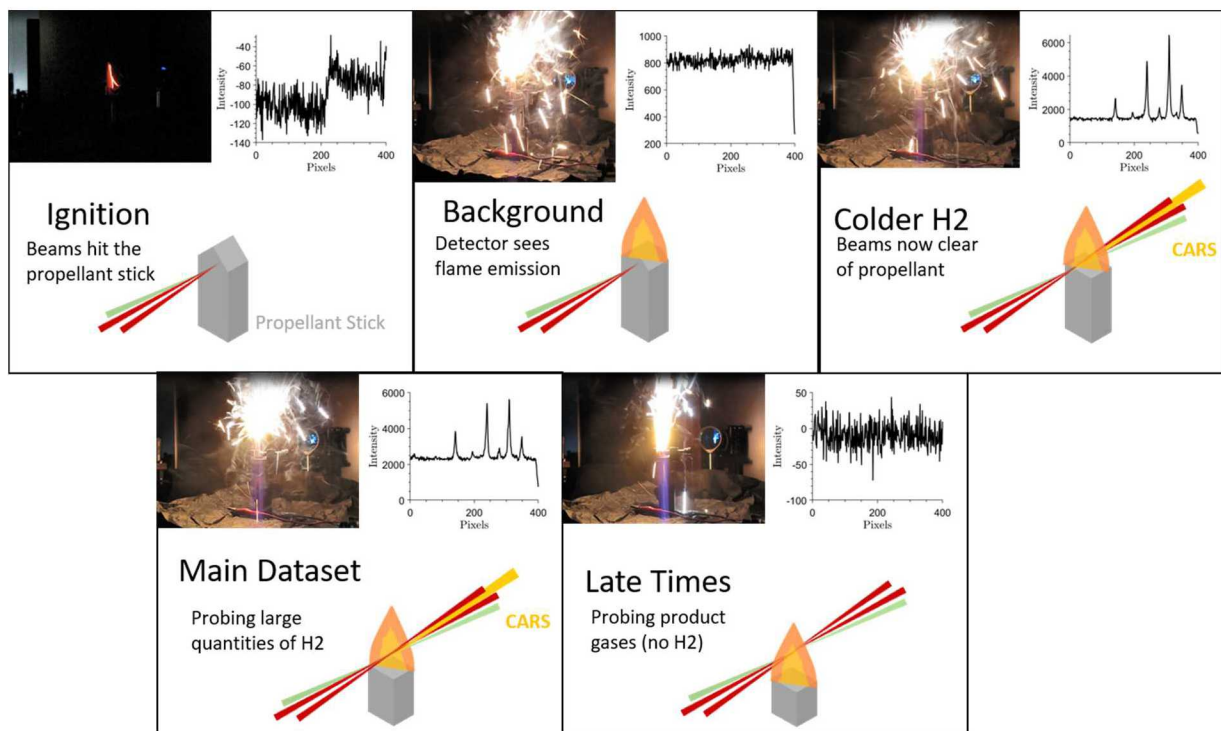 -40
-60
-80
-100
-120
-140
Intensity
0
200
400
Pixels
Ignition
Beams hit the
propellant stick
Propellant Stick
1000
800
600
400
200
Intensity
0
200
400
Pixels
Background
Detector sees
flame emission
6000
4000
2000
0
Intensity
0
200
400
Pixels
Colder H2
Beams now clear
of propellant
CARS
6000
4000
2000
0
Intensity
0
200
400
Pixels
Main Dataset
Probing large
quantities of H2
CARS
50
0
-50
-100
Intensity
0
200
400
Pixels
Late Times
Probing product
gases (no H2)